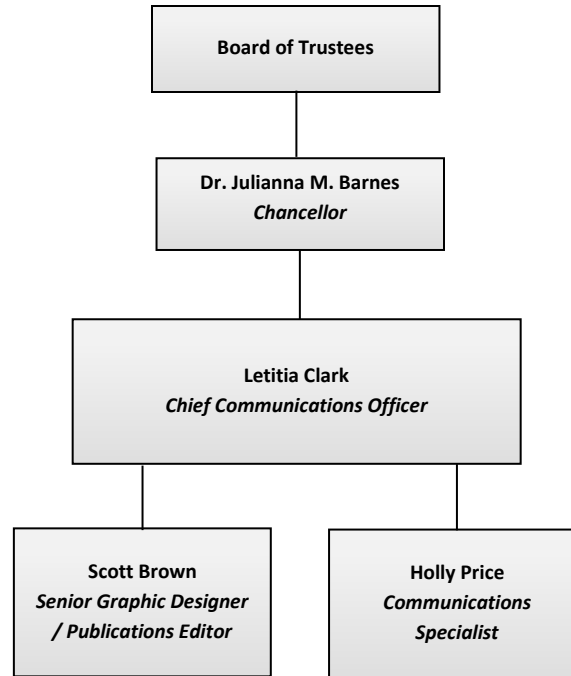 Board of Trustees
Dr. Julianna M. Barnes
Chancellor
Letitia Clark
Chief Communications Officer
Scott Brown
Senior Graphic Designer
/ Publications Editor
Holly Price
Communications
Specialist